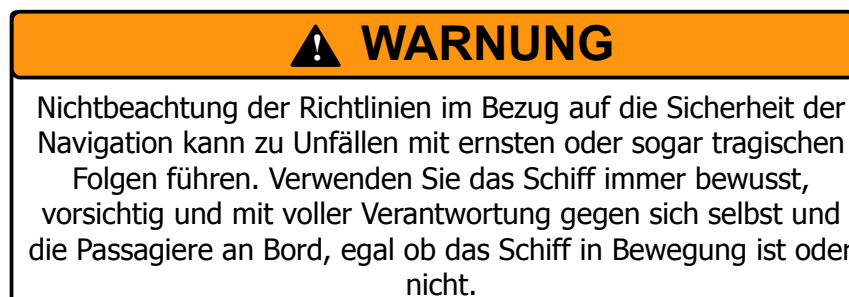 WARNUNG
Nichtbeachtung der Richtlinien im Bezug auf die Sicherheit der
Navigation kann zu Unfällen mit ernsten oder sogar tragischen
Folgen führen. Verwenden Sie das Schiff immer bewusst,
vorsichtig und mit voller Verantwortung gegen sich selbst und
die Passagiere an Bord, egal ob das Schiff in Bewegung ist oder
nicht.